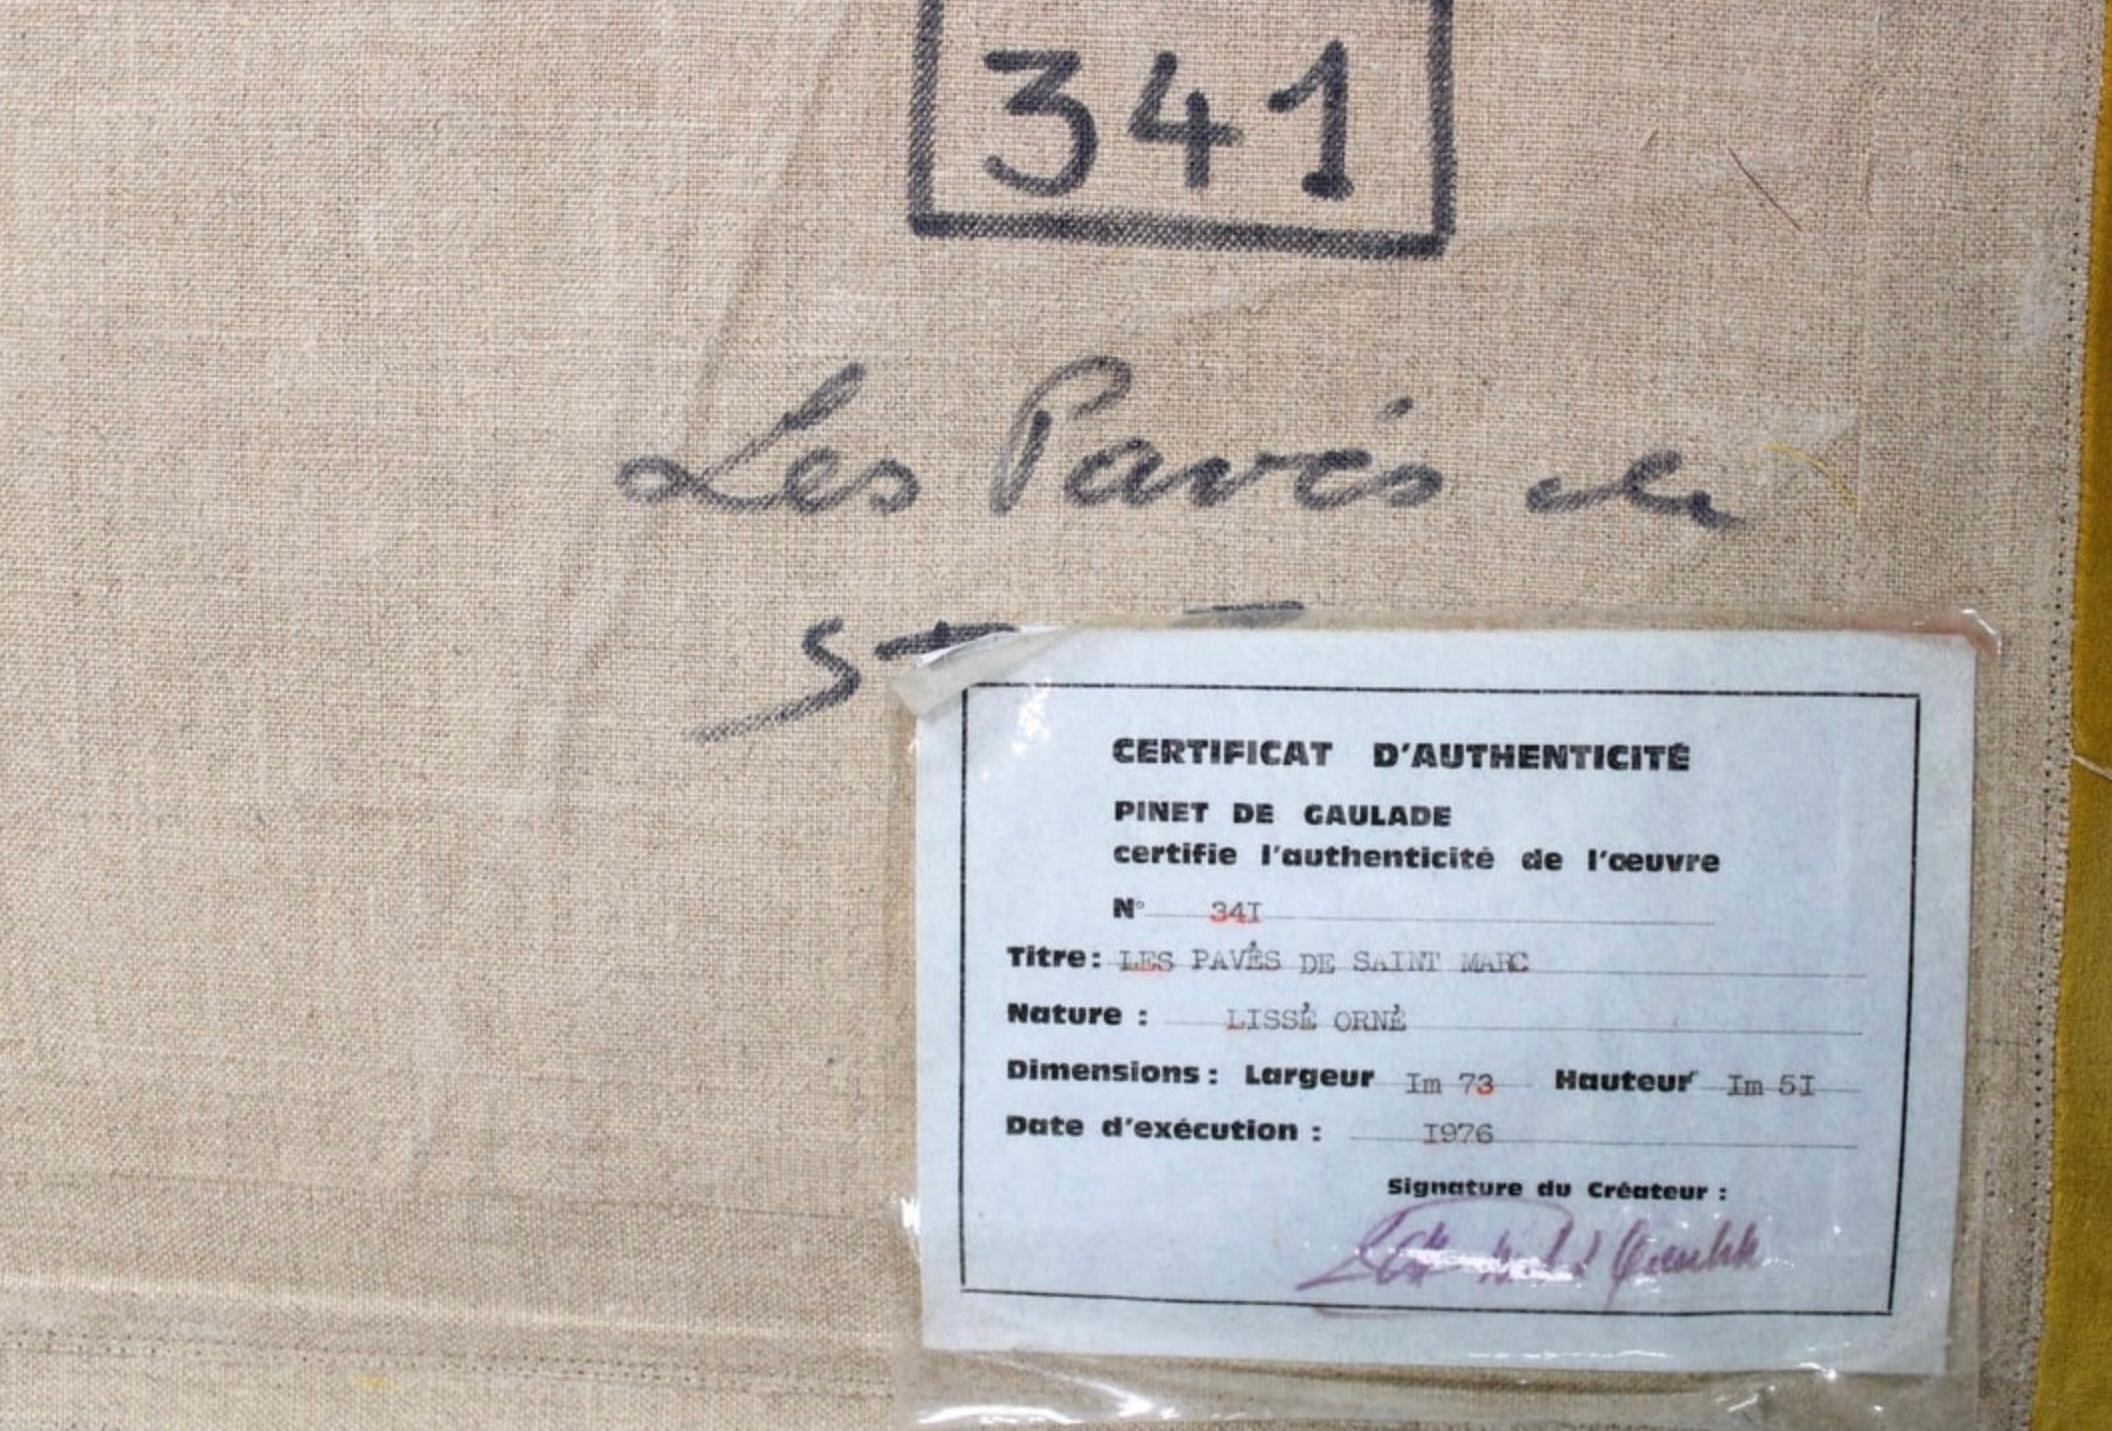 341
Les Pavés de
St
CERTIFICAT D'AUTHENTICITÉ
PINET DE GAULADE
certifie l'authenticité de l'œuvre
N° 34I
Titre: LES PAVÉS DE SAINT MARC
Nature : LISSÉ ORNÉ
Dimensions: Largeur Im 73 Hauteur Im 5I
Date d'exécution : I976
Signature du Créateur :